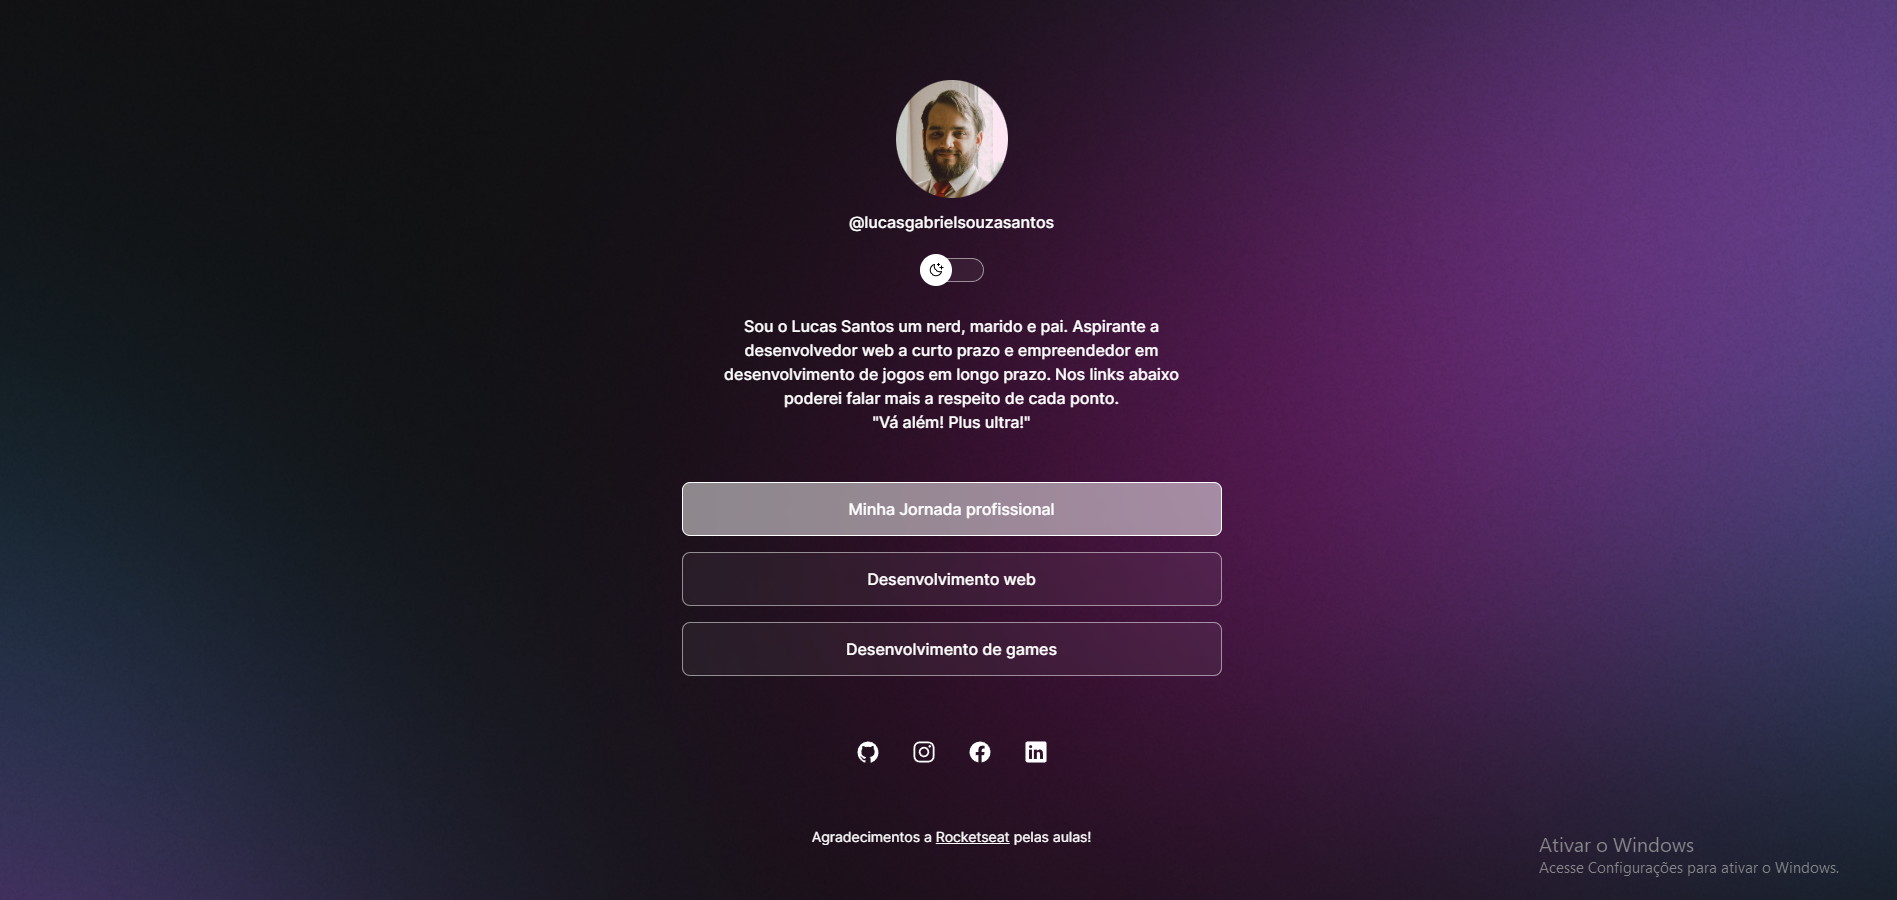 @lucasgabrielsouzasantos
Sou o Lucas Santos um nerd, marido e pai. Aspirante a
desenvolvedor web a curto prazo e empreendedor em
desenvolvimento de jogos em longo prazo. Nos links abaixo
poderei falar mais a respeito de cada ponto.
"Vá além! Plus ultra!"
Minha Jornada profissional
Desenvolvimento web
Desenvolvimento de games
Agradecimentos a Rocketseat pelas aulas!
Ativar o Windows
Acesse Configurações para ativar o Windows.